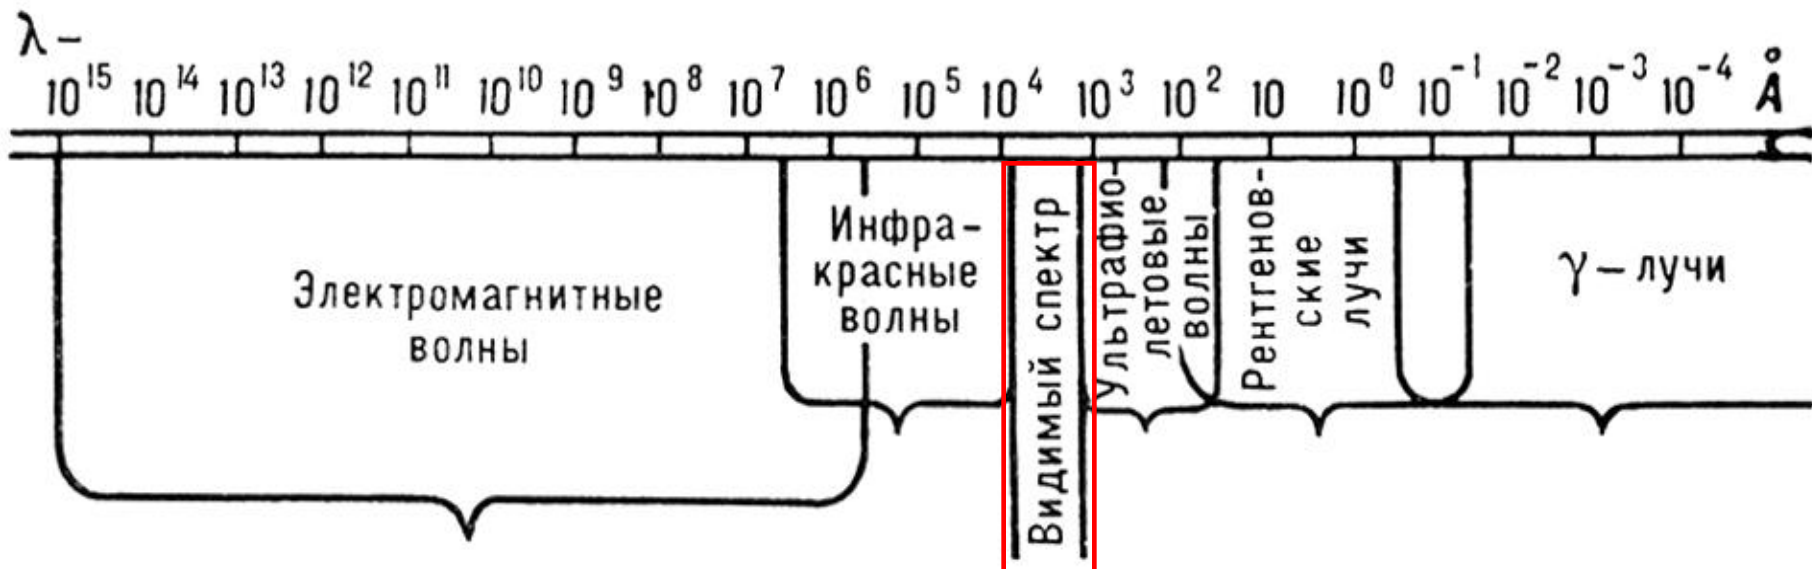 λ –
10¹⁵ 10¹⁴ 10¹³ 10¹² 10¹¹ 10¹⁰ 10⁹ 10⁸ 10⁷ 10⁶ 10⁵ 10⁴ 10³ 10² 10 10⁰ 10⁻¹ 10⁻² 10⁻³ 10⁻⁴ Å
Электромагнитные
волны
Инфра-
красные
волны
Видимый спектр
Ультрафио-
летовые
волны
Рентгенов-
ские
лучи
γ – лучи